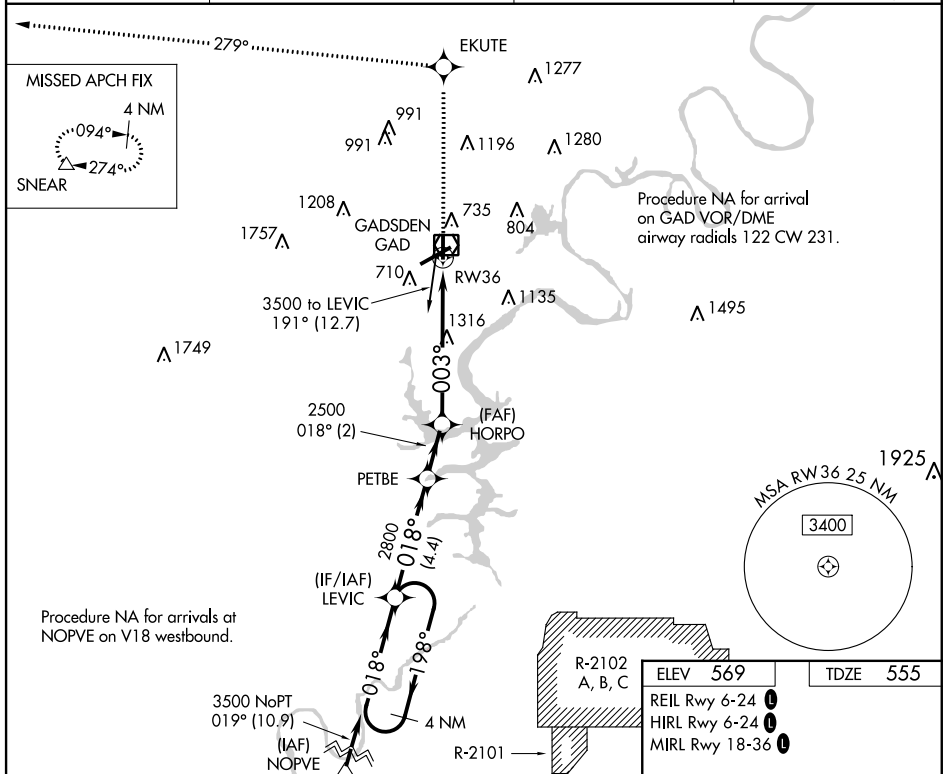 279°
EKUTE
MISSED APCH FIX
4 NM
094°
274°
SNEAR
1277
991
991
1196
1280
1208
1757
GADSDEN
GAD
735
804
Procedure NA for arrival
on GAD VOR/DME
airway radials 122 CW 231.
710
RW36
3500 to LEVIC
191° (12.7)
1135
1495
1316
1749
003°
2500
018° (2)
(FAF)
HORPO
PETBE
1925
MSA RW36 25 NM
3400
2800
018°
(4.4)
(IF/IAF)
LEVIC
Procedure NA for arrivals at
NOPVE on V18 westbound.
018°
198°
3500 NoPT
019° (10.9)
4 NM
(IAF)
NOPVE
R-2102
A, B, C
R-2101
ELEV 569
TDZE 555
REIL Rwy 6-24 L
HIRL Rwy 6-24 L
MIRL Rwy 18-36 L